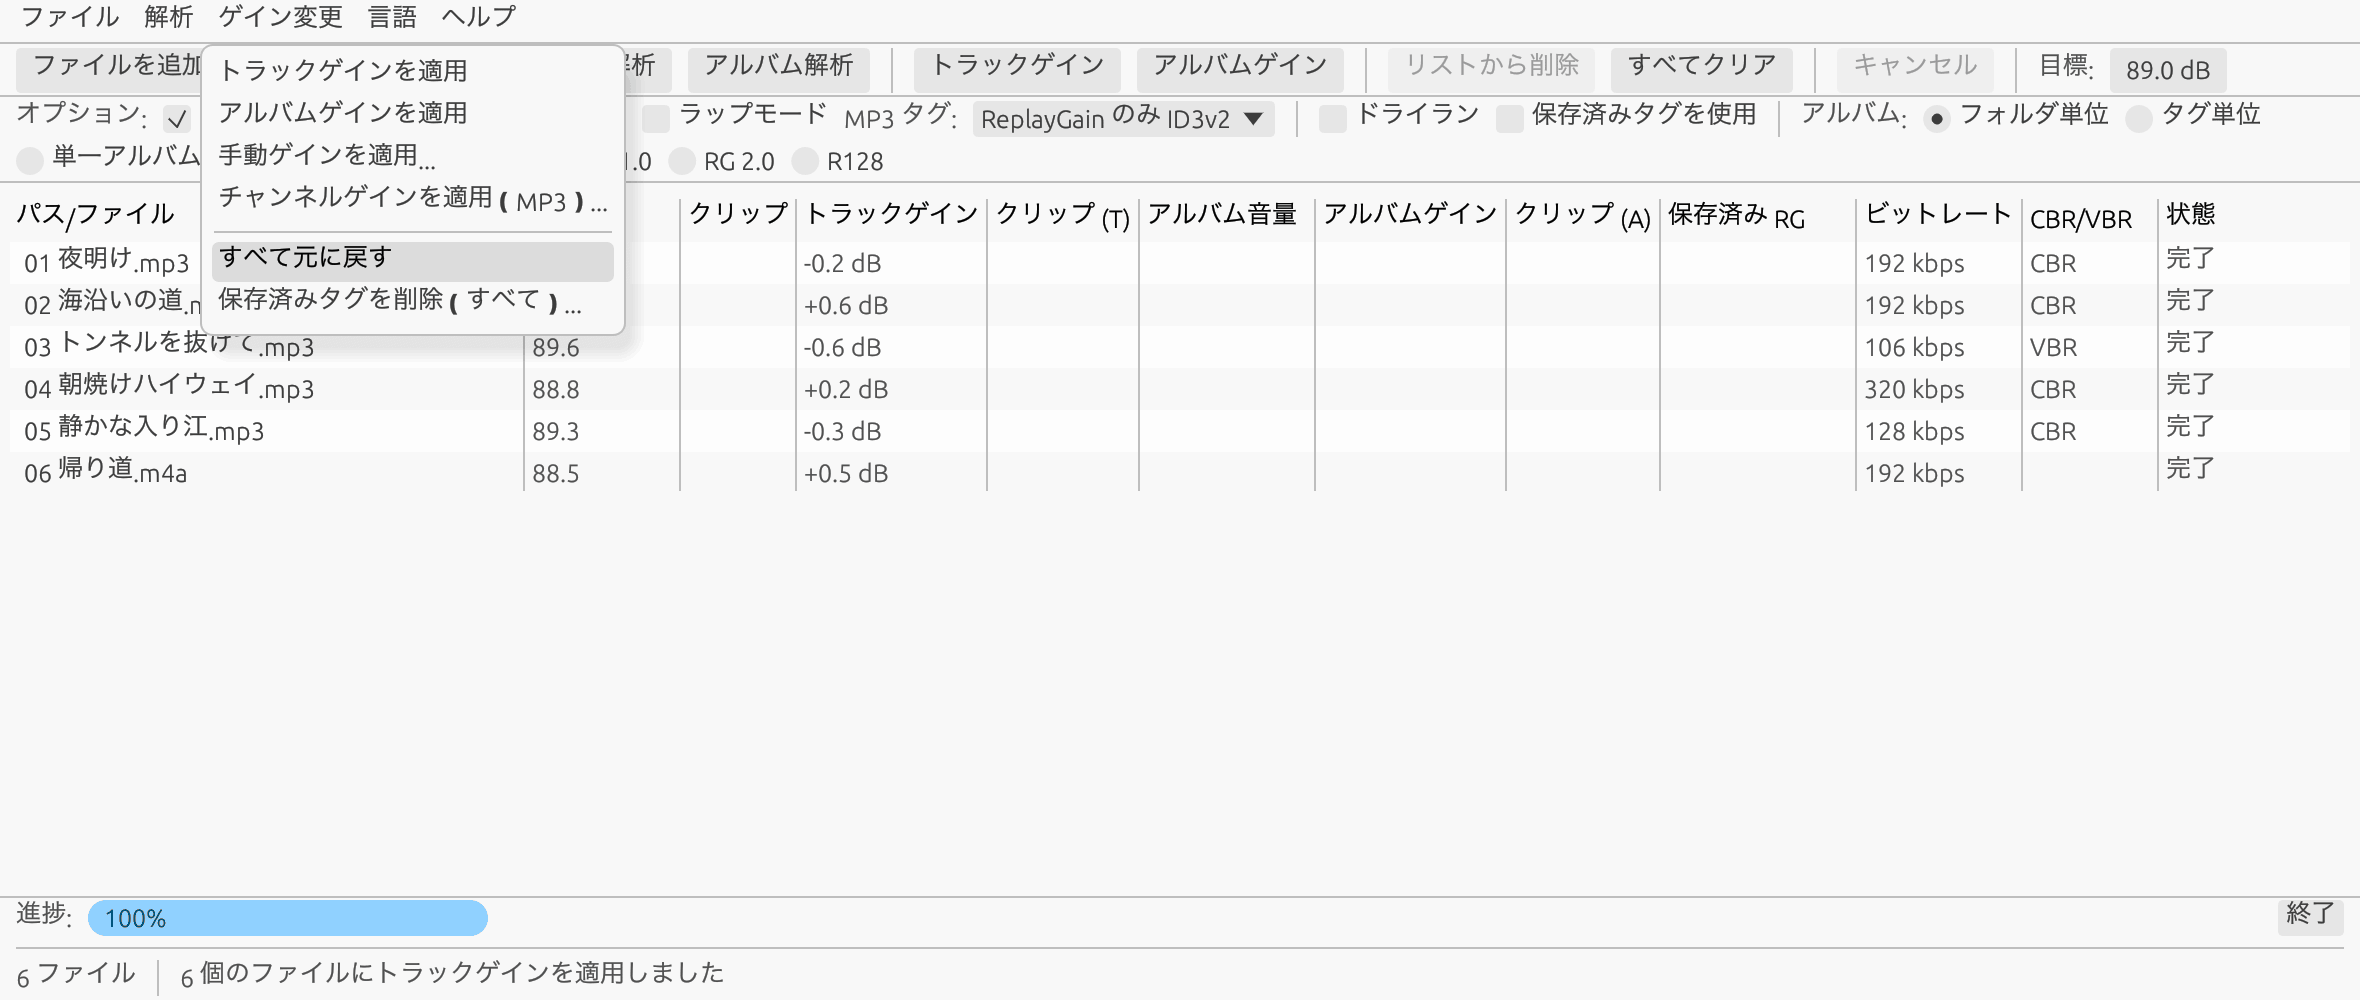 ファイル 解析 ゲイン変更 言語 ヘルプ
ファイルを追加 解析 アルバム解析 トラックゲイン アルバムゲイン リストから削除 すべてクリア キャンセル 目標: 89.0 dB
オプション: ラップモード MP3 タグ: ReplayGain のみ ID3v2 ドライラン 保存済みタグを使用 アルバム: フォルダ単位 タグ単位
単一アルバム 1.0 RG 2.0 R128
トラックゲインを適用
アルバムゲインを適用
手動ゲインを適用...
チャンネルゲインを適用 ( MP3 ) ...
すべて元に戻す
保存済みタグを削除 ( すべて ) ...
パス/ファイル クリップ トラックゲイン クリップ (T) アルバム音量 アルバムゲイン クリップ (A) 保存済み RG ビットレート CBR/VBR 状態
01 夜明け.mp3 -0.2 dB 192 kbps CBR 完了
02 海沿いの道. +0.6 dB 192 kbps CBR 完了
03 トンネルを抜けて.mp3 89.6 -0.6 dB 106 kbps VBR 完了
04 朝焼けハイウェイ.mp3 88.8 +0.2 dB 320 kbps CBR 完了
05 静かな入り江.mp3 89.3 -0.3 dB 128 kbps CBR 完了
06 帰り道.m4a 88.5 +0.5 dB 192 kbps 完了
進捗: 100% 終了
6 ファイル 6 個のファイルにトラックゲインを適用しました